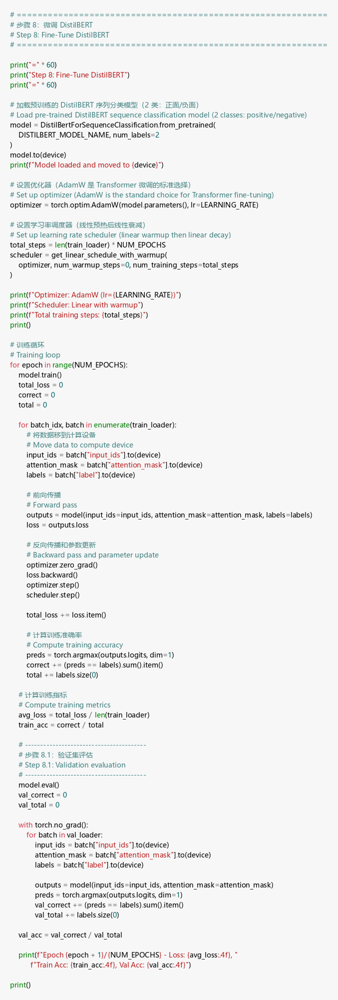 # ============================================================
# 步骤 8：微调 DistilBERT
# Step 8: Fine-Tune DistilBERT
# ============================================================

print("=" * 60)
print("Step 8: Fine-Tune DistilBERT")
print("=" * 60)

# 加载预训练的 DistilBERT 序列分类模型（2 类：正面/负面）
# Load pre-trained DistilBERT sequence classification model (2 classes: positive/negative)
model = DistilBertForSequenceClassification.from_pretrained(
    DISTILBERT_MODEL_NAME, num_labels=2
)
model.to(device)
print(f"Model loaded and moved to {device}")

# 设置优化器（AdamW 是 Transformer 微调的标准选择）
# Set up optimizer (AdamW is the standard choice for Transformer fine-tuning)
optimizer = torch.optim.AdamW(model.parameters(), lr=LEARNING_RATE)

# 设置学习率调度器（线性预热后线性衰减）
# Set up learning rate scheduler (linear warmup then linear decay)
total_steps = len(train_loader) * NUM_EPOCHS
scheduler = get_linear_schedule_with_warmup(
    optimizer, num_warmup_steps=0, num_training_steps=total_steps
)

print(f"Optimizer: AdamW (lr={LEARNING_RATE})")
print(f"Scheduler: Linear with warmup")
print(f"Total training steps: {total_steps}")
print()

# 训练循环
# Training loop
for epoch in range(NUM_EPOCHS):
    model.train()
    total_loss = 0
    correct = 0
    total = 0

    for batch_idx, batch in enumerate(train_loader):
        # 将数据移到计算设备
        # Move data to compute device
        input_ids = batch["input_ids"].to(device)
        attention_mask = batch["attention_mask"].to(device)
        labels = batch["label"].to(device)

        # 前向传播
        # Forward pass
        outputs = model(input_ids=input_ids, attention_mask=attention_mask, labels=labels)
        loss = outputs.loss

        # 反向传播和参数更新
        # Backward pass and parameter update
        optimizer.zero_grad()
        loss.backward()
        optimizer.step()
        scheduler.step()

        total_loss += loss.item()

        # 计算训练准确率
        # Compute training accuracy
        preds = torch.argmax(outputs.logits, dim=1)
        correct += (preds == labels).sum().item()
        total += labels.size(0)

    # 计算训练指标
    # Compute training metrics
    avg_loss = total_loss / len(train_loader)
    train_acc = correct / total

    # ----------------------------------------
    # 步骤 8.1：验证集评估
    # Step 8.1: Validation evaluation
    # ----------------------------------------
    model.eval()
    val_correct = 0
    val_total = 0

    with torch.no_grad():
        for batch in val_loader:
            input_ids = batch["input_ids"].to(device)
            attention_mask = batch["attention_mask"].to(device)
            labels = batch["label"].to(device)

            outputs = model(input_ids=input_ids, attention_mask=attention_mask)
            preds = torch.argmax(outputs.logits, dim=1)
            val_correct += (preds == labels).sum().item()
            val_total += labels.size(0)

    val_acc = val_correct / val_total

    print(f"Epoch {epoch + 1}/{NUM_EPOCHS} - Loss: {avg_loss:.4f}, "
          f"Train Acc: {train_acc:.4f}, Val Acc: {val_acc:.4f}")

print()